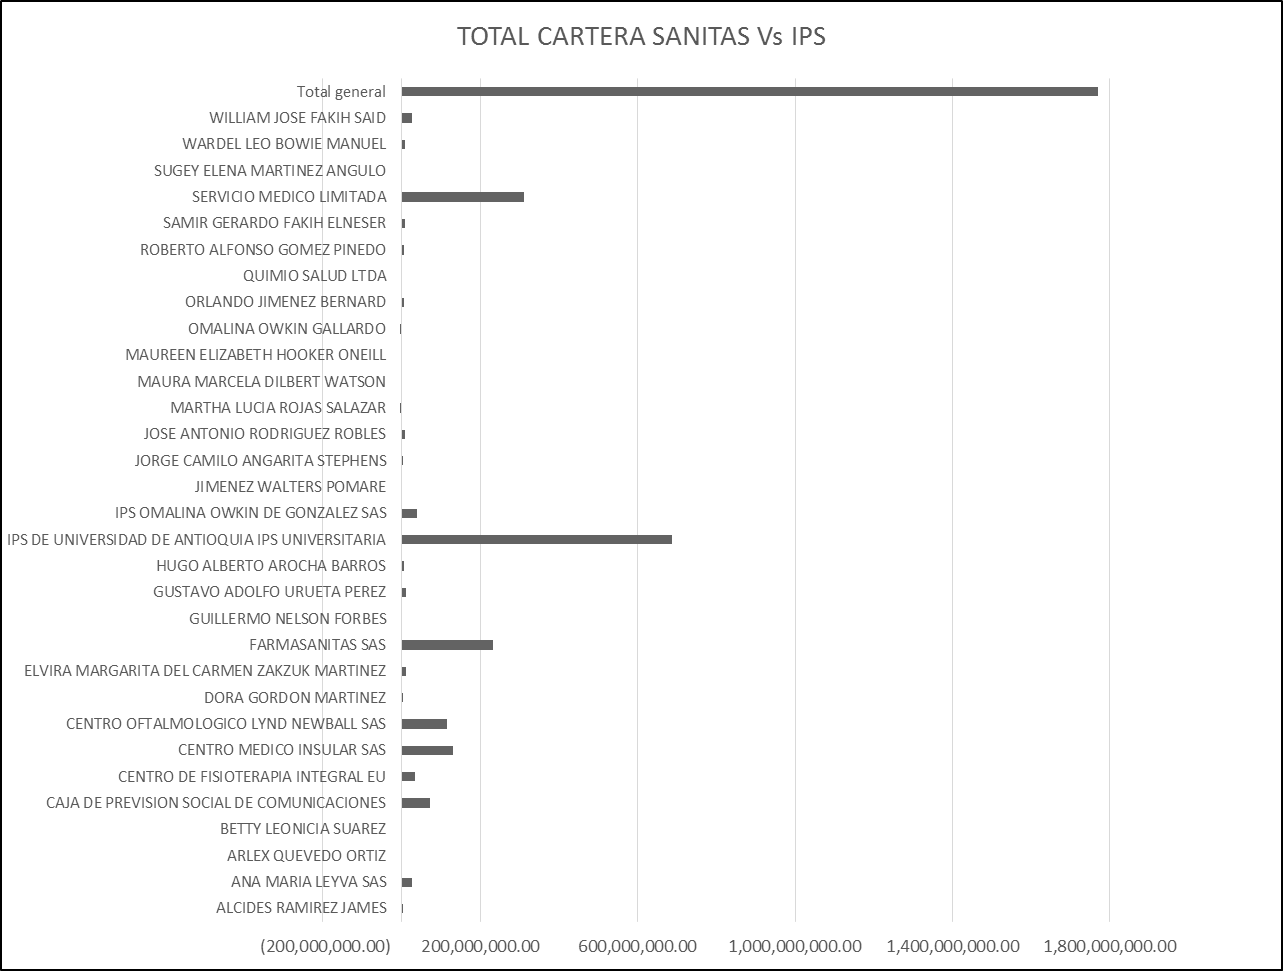 TOTAL CARTERA SANITAS Vs IPS
Total general
WILLIAM JOSE FAKIH SAID
WARDEL LEO BOWIE MANUEL
SUGEY ELENA MARTINEZ ANGULO
SERVICIO MEDICO LIMITADA
SAMIR GERARDO FAKIH ELNESER
ROBERTO ALFONSO GOMEZ PINEDO
QUIMIO SALUD LTDA
ORLANDO JIMENEZ BERNARD
OMALINA OWKIN GALLARDO
MAUREEN ELIZABETH HOOKER ONEILL
MAURA MARCELA DILBERT WATSON
MARTHA LUCIA ROJAS SALAZAR
JOSE ANTONIO RODRIGUEZ ROBLES
JORGE CAMILO ANGARITA STEPHENS
JIMENEZ WALTERS POMARE
IPS OMALINA OWKIN DE GONZALEZ SAS
IPS DE UNIVERSIDAD DE ANTIOQUIA IPS UNIVERSITARIA
HUGO ALBERTO AROCHA BARROS
GUSTAVO ADOLFO URUETA PEREZ
GUILLERMO NELSON FORBES
FARMASANITAS SAS
ELVIRA MARGARITA DEL CARMEN ZAKZUK MARTINEZ
DORA GORDON MARTINEZ
CENTRO OFTALMOLOGICO LYND NEWBALL SAS
CENTRO MEDICO INSULAR SAS
CENTRO DE FISIOTERAPIA INTEGRAL EU
CAJA DE PREVISION SOCIAL DE COMUNICACIONES
BETTY LEONICIA SUAREZ
ARLEX QUEVEDO ORTIZ
ANA MARIA LEYVA SAS
ALCIDES RAMIREZ JAMES
(200,000,000.00) 200,000,000.00 600,000,000.00 1,000,000,000.00 1,400,000,000.00 1,800,000,000.00